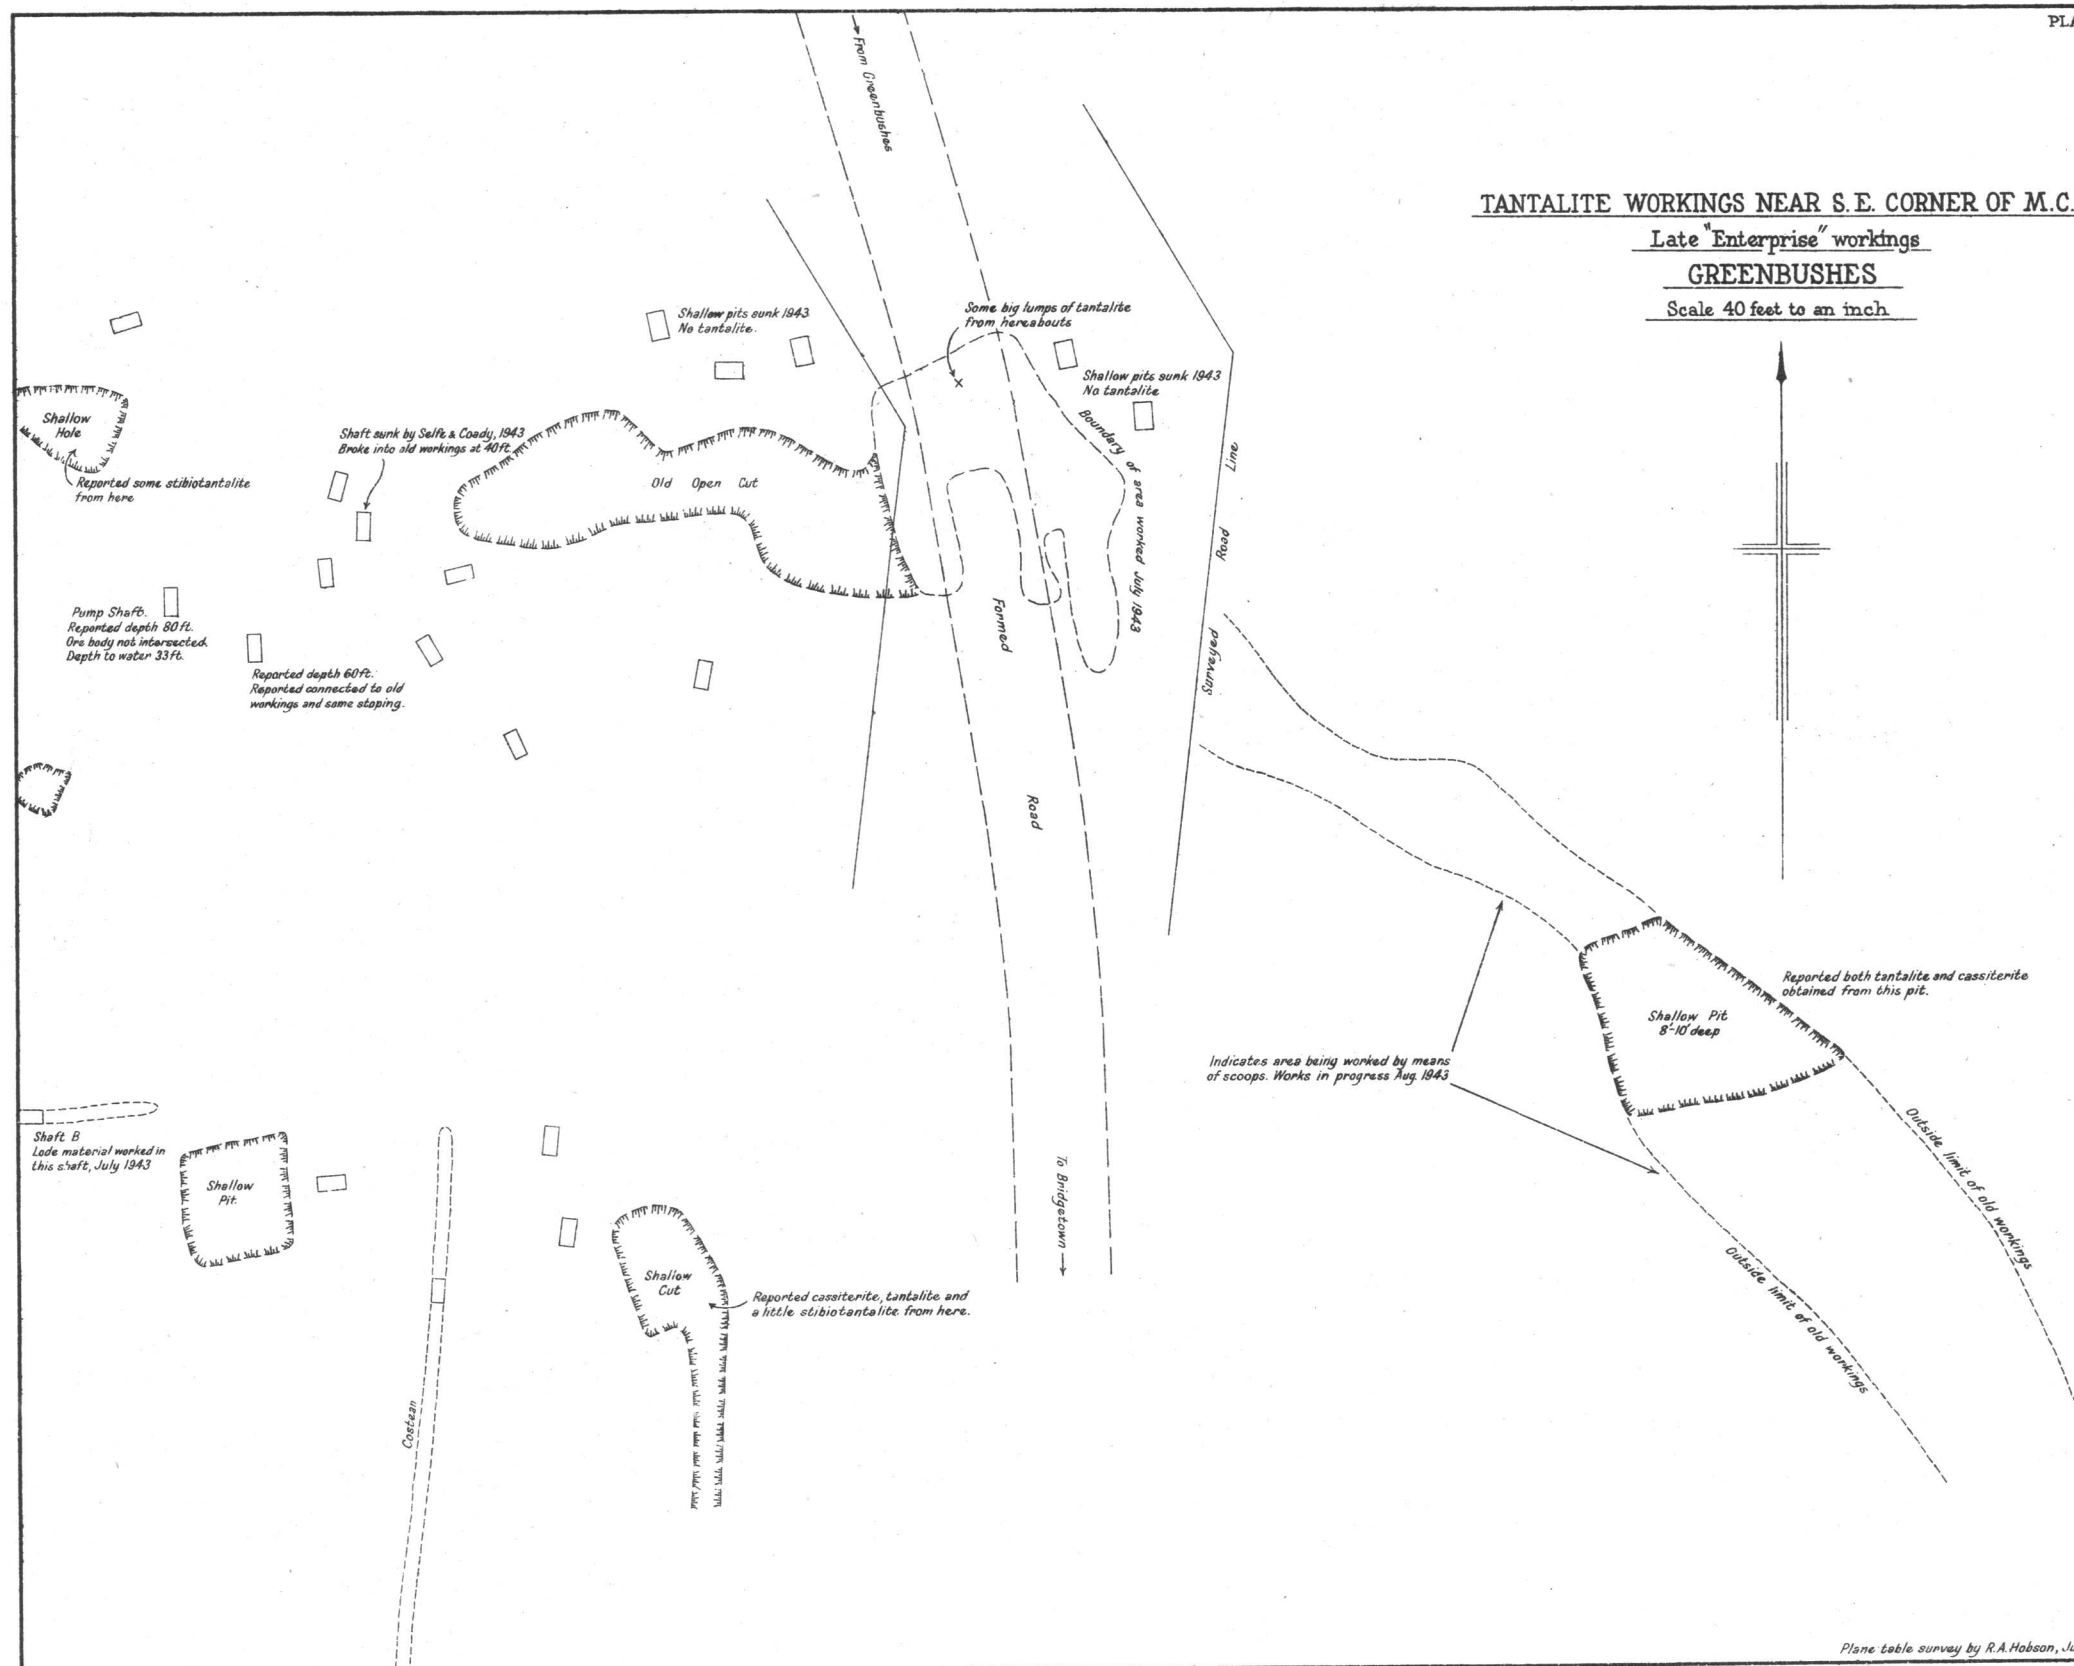 PLA
TANTALITE WORKINGS NEAR S.E. CORNER OF M.C.
Late "Enterprise" workings
GREENBUSHES
Scale 40 feet to an inch
From Greenbushes
Shallow pits sunk 1943
No tantalite.
Some big lumps of tantalite
from hereabouts
Shallow pits sunk 1943
No tantalite
Boundary of area worked July 1943
Surveyed Road Line
Shallow
Hole
Reported some stibiotantalite
from here
Shaft sunk by Selfe & Coady, 1943
Broke into old workings at 40ft.
Old Open Cut
Pump Shaft.
Reported depth 80ft.
Ore body not intersected.
Depth to water 33ft.
Reported depth 60ft.
Reported connected to old
workings and some stoping.
Formed
Road
Reported both tantalite and cassiterite
obtained from this pit.
Shallow Pit
8'-10' deep
Indicates area being worked by means
of scoops. Works in progress Aug. 1943
Outside limit of old workings
Outside limit of old workings
Shaft B
Lode material worked in
this shaft, July 1943
Shallow
Pit.
To Bridgetown
Shallow
Cut
Reported cassiterite, tantalite and
a little stibiotantalite from here.
Costean
Plane table survey by R.A. Hobson, Ju